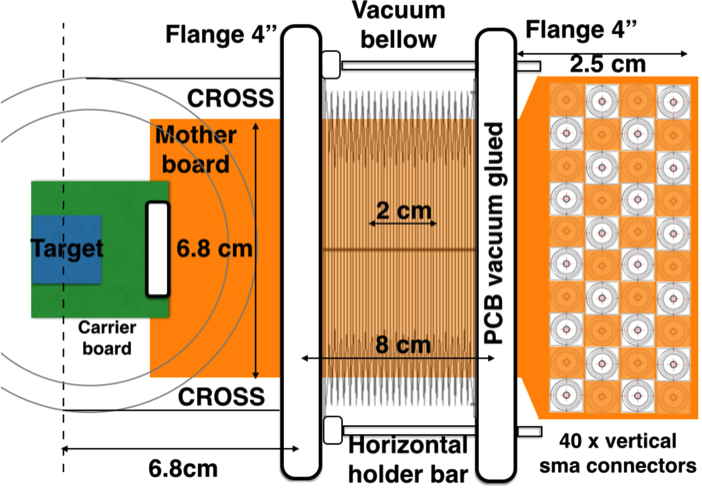 Vacuum
bellow
Flange 4”
Flange 4”
2.5 cm
CROSS
Mother
board
PCB vacuum glued
2 cm
Target
6.8 cm
Carrier
board
8 cm
CROSS
6.8cm
Horizontal
holder bar
40 x vertical
sma connectors